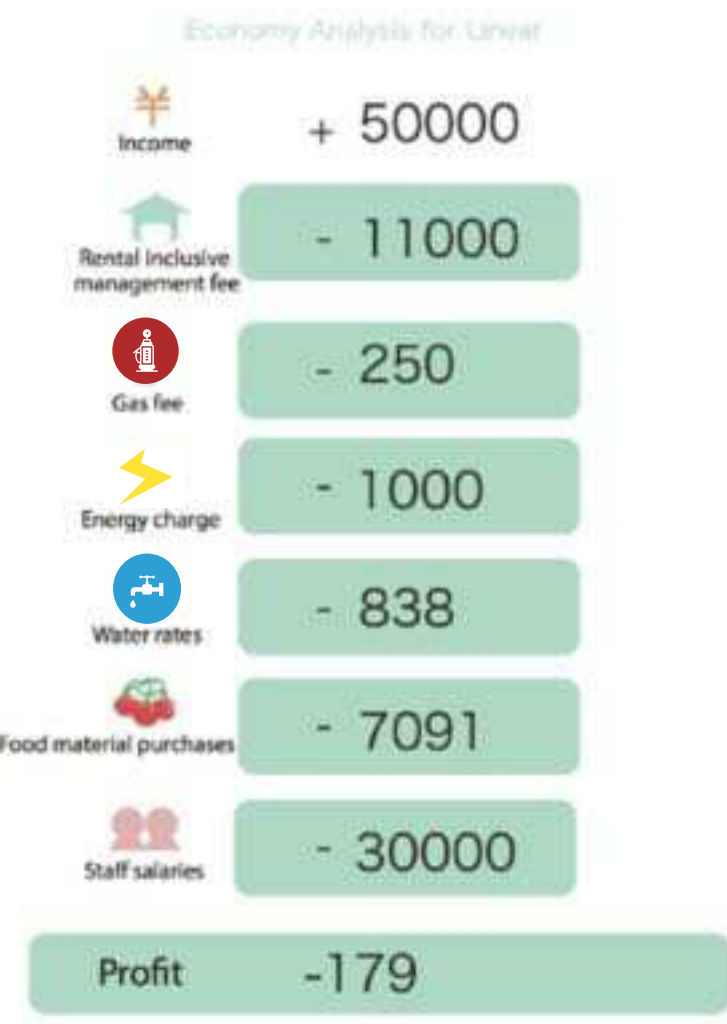 Economy Analysis for Linear
¥
Income + 50000
Rental inclusive
management fee - 11000
Gas fee - 250
Energy charge - 1000
Water rates - 838
Food material purchases - 7091
Staff salaries - 30000
Profit -179